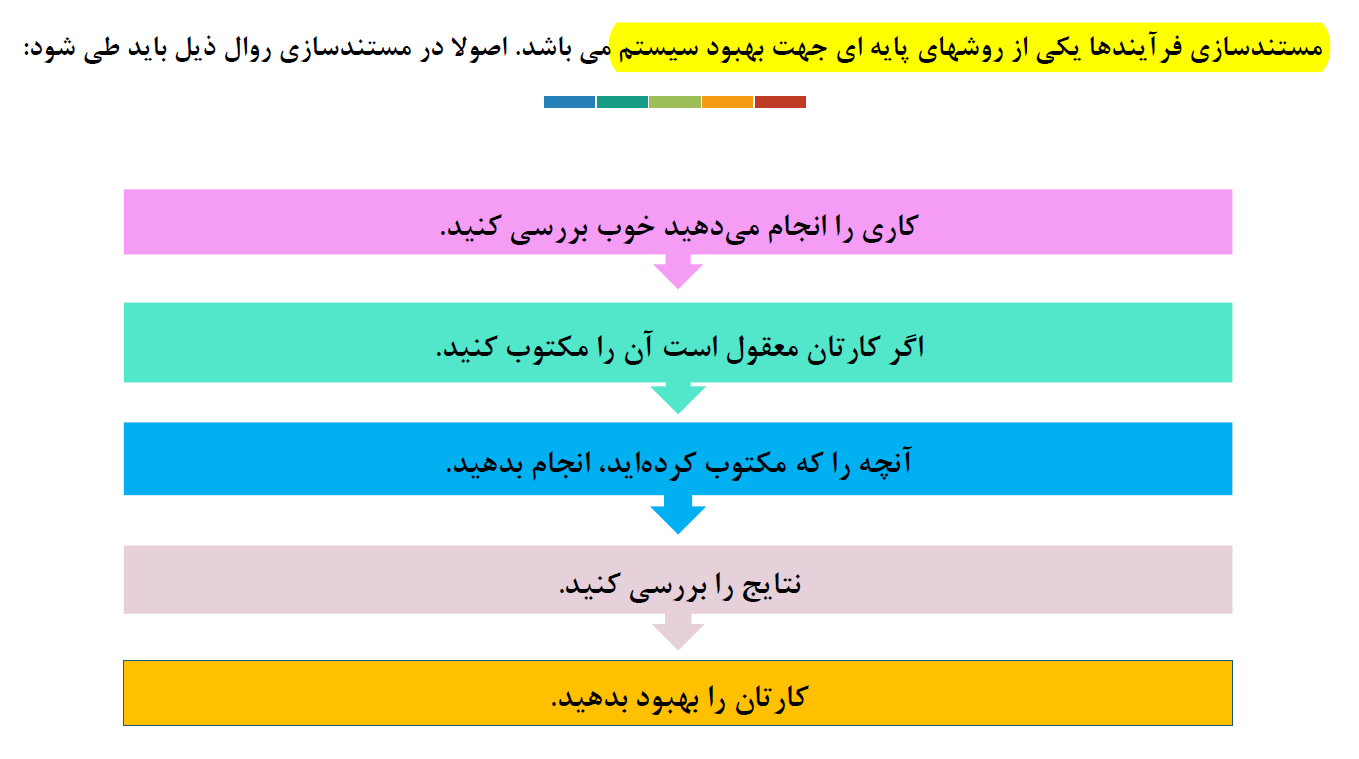 مستندسازی فرآیندها یکی از روشهای پایه ای جهت بهبود سیستم می باشد. اصولا در مستندسازی روال ذیل باید طی شود:
کاری را انجام می‌دهید خوب بررسی کنید.
اگر کارتان معقول است آن را مکتوب کنید.
آنچه را که مکتوب کرده‌اید، انجام بدهید.
نتایج را بررسی کنید.
کارتان را بهبود بدهید.